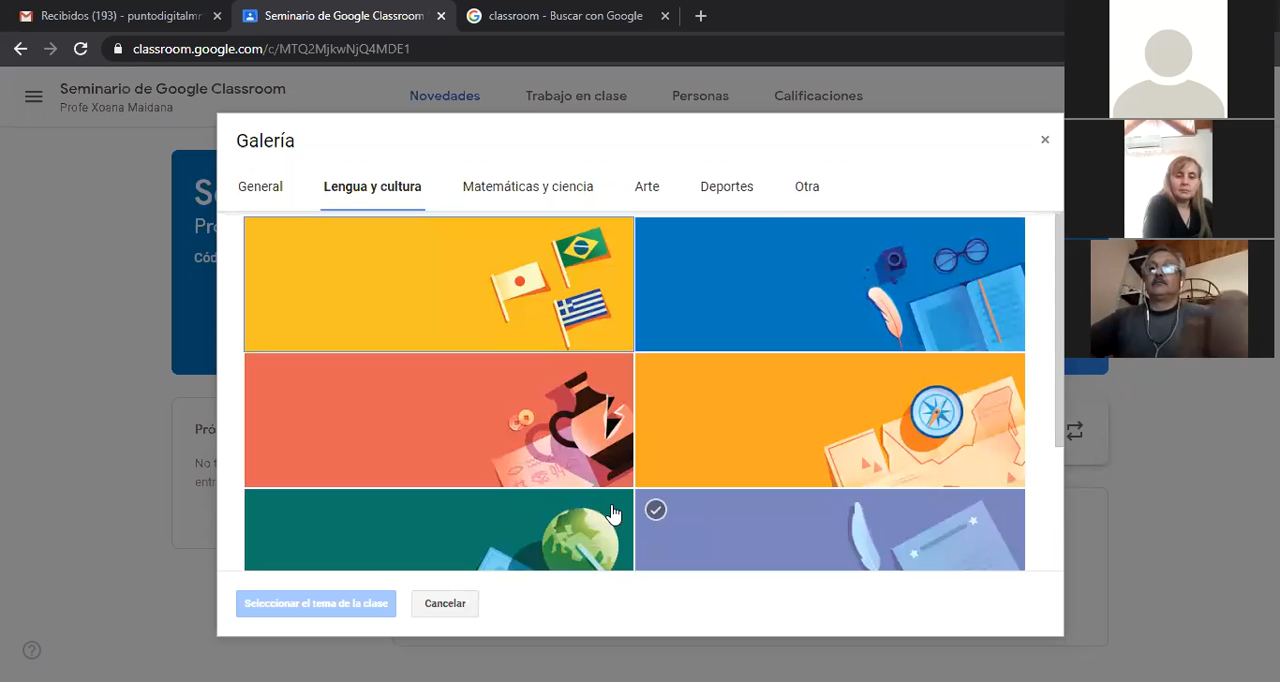 Recibidos (193) - puntodigitalmr
Seminario de Google Classroom
classroom - Buscar con Google
classroom.google.com/c/MTQ2MjkwNjQ4MDE1
Seminario de Google Classroom
Profe Xoana Maidana
Novedades
Trabajo en clase
Personas
Calificaciones
Galería
General
Lengua y cultura
Matemáticas y ciencia
Arte
Deportes
Otra
Seleccionar el tema de la clase
Cancelar